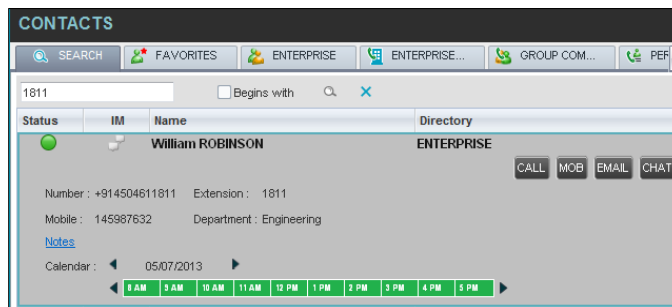 CONTACTS
SEARCH FAVORITES ENTERPRISE ENTERPRISE... GROUP COM... PER
1811 Begins with
Status IM Name Directory
William ROBINSON ENTERPRISE
CALL MOB EMAIL CHAT
Number : +914504611811 Extension : 1811
Mobile : 145987632 Department : Engineering
Notes
Calendar : 05/07/2013
8 AM 9 AM 10 AM 11 AM 12 PM 1 PM 2 PM 3 PM 4 PM 5 PM